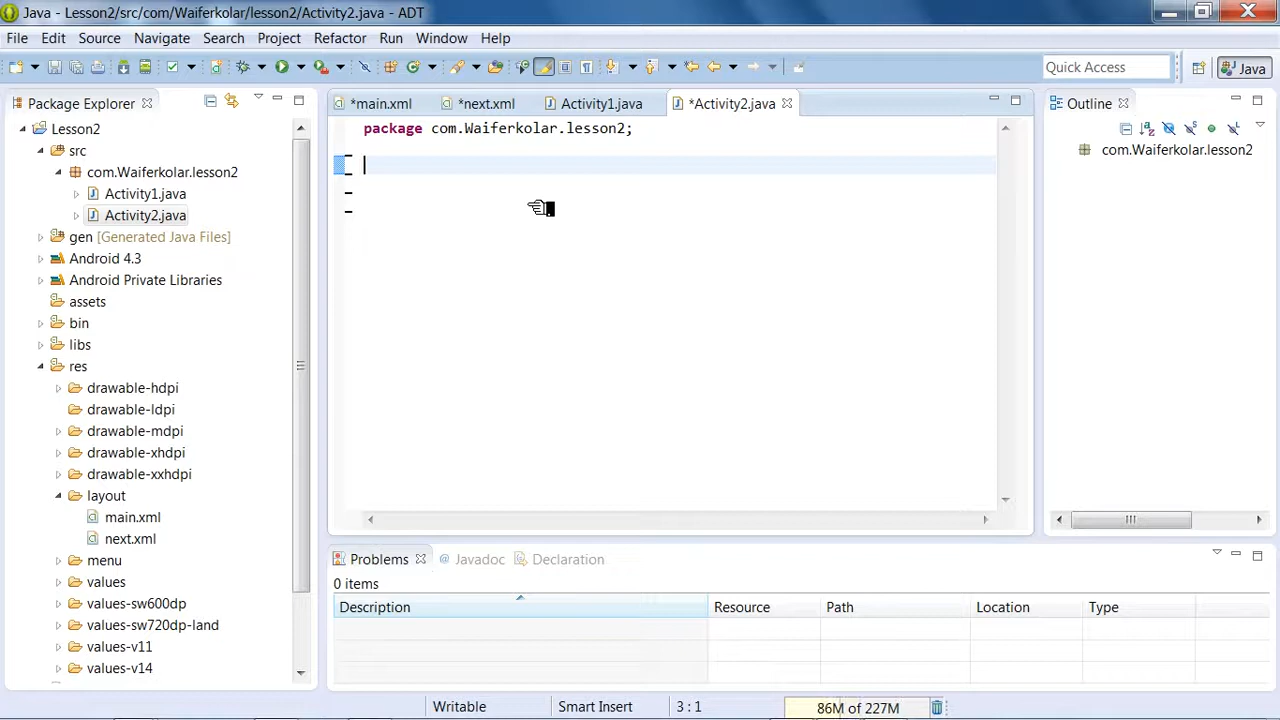 Java - Lesson2/src/com/Waiferkolar/lesson2/Activity2.java - ADT
File Edit Source Navigate Search Project Refactor Run Window Help
Quick Access
Java
Package Explorer
*main.xml
*next.xml
Activity1.java
*Activity2.java
Outline
Lesson2
src
com.Waiferkolar.lesson2
Activity1.java
Activity2.java
gen [Generated Java Files]
Android 4.3
Android Private Libraries
assets
bin
libs
res
drawable-hdpi
drawable-ldpi
drawable-mdpi
drawable-xhdpi
drawable-xxhdpi
layout
main.xml
next.xml
menu
values
values-sw600dp
values-sw720dp-land
values-v11
values-v14
package com.Waiferkolar.lesson2;
com.Waiferkolar.lesson2
Problems
@ Javadoc
Declaration
0 items
Description Resource Path Location Type
Writable
Smart Insert
3 : 1
86M of 227M